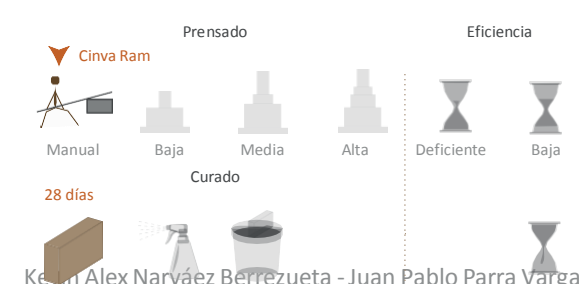 Prensado
Eficiencia
Cinva Ram
Manual
Baja
Media
Alta
Deficiente
Baja
Curado
28 días
Alex Narváez Berrezueta - Juan Pablo Parra Varga